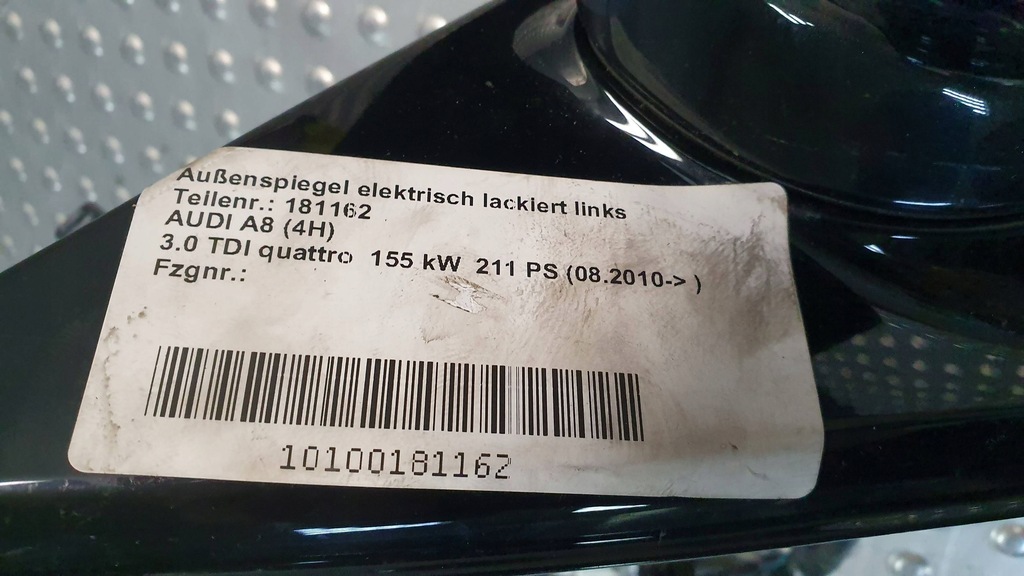 Außenspiegel elektrisch lackiert links
Teilenr.: 181162
AUDI A8 (4H)
3.0 TDI quattro 155 kW 211 PS (08.2010-> )
Fzgnr.:
10100181162